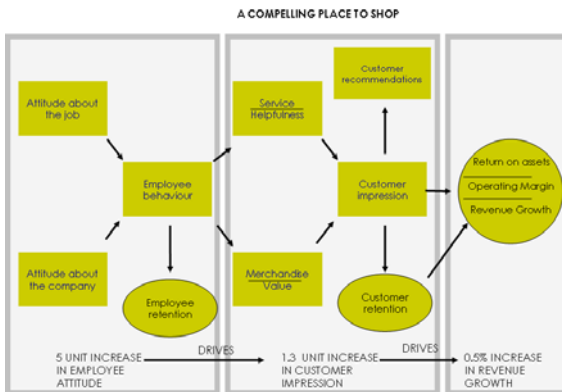 A COMPELLING PLACE TO SHOP
Attitude about
the job
Attitude about
the company
Employee
behaviour
Employee
retention
Service
Helpfulness
Merchandise
Value
Customer
recommendations
Customer
impression
Customer
retention
Return on assets
Operating Margin
Revenue Growth
5 UNIT INCREASE
IN EMPLOYEE
ATTITUDE
DRIVES
1.3 UNIT INCREASE
IN CUSTOMER
IMPRESSION
DRIVES
0.5% INCREASE
IN REVENUE
GROWTH